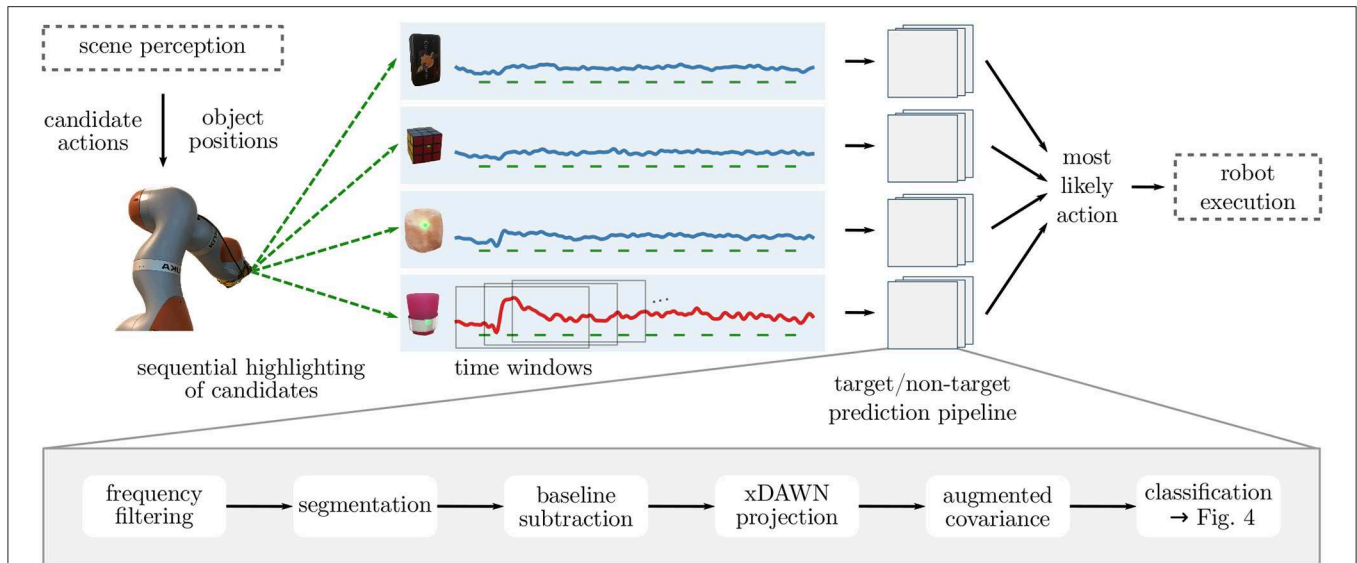 scene perception
candidate
actions
object
positions
sequential highlighting
of candidates
...
time windows
target/non-target
prediction pipeline
most
likely
action
robot
execution
frequency
filtering
segmentation
baseline
subtraction
xDAWN
projection
augmented
covariance
classification
→ Fig. 4